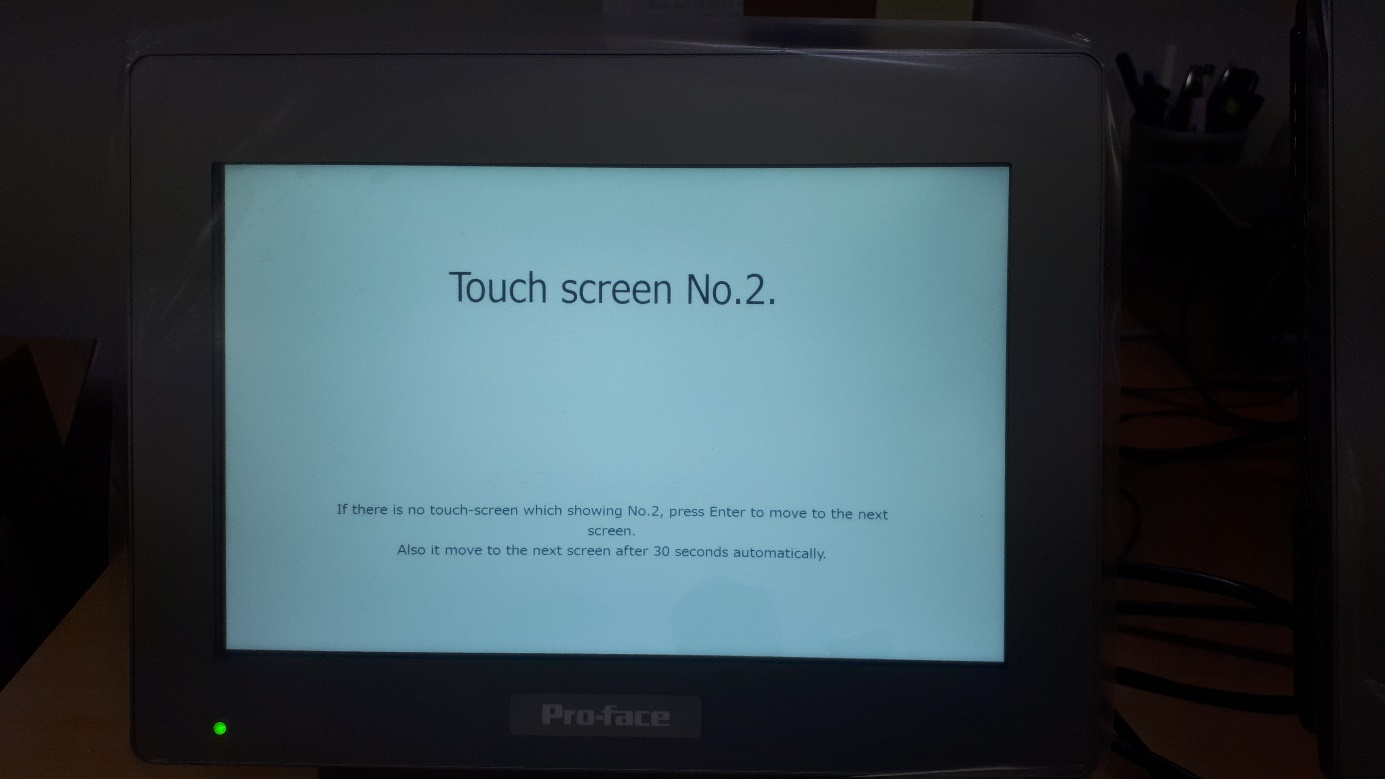 Touch screen No.2.
If there is no touch-screen which showing No.2, press Enter to move to the next
screen.
Also it move to the next screen after 30 seconds automatically.
Pro-face